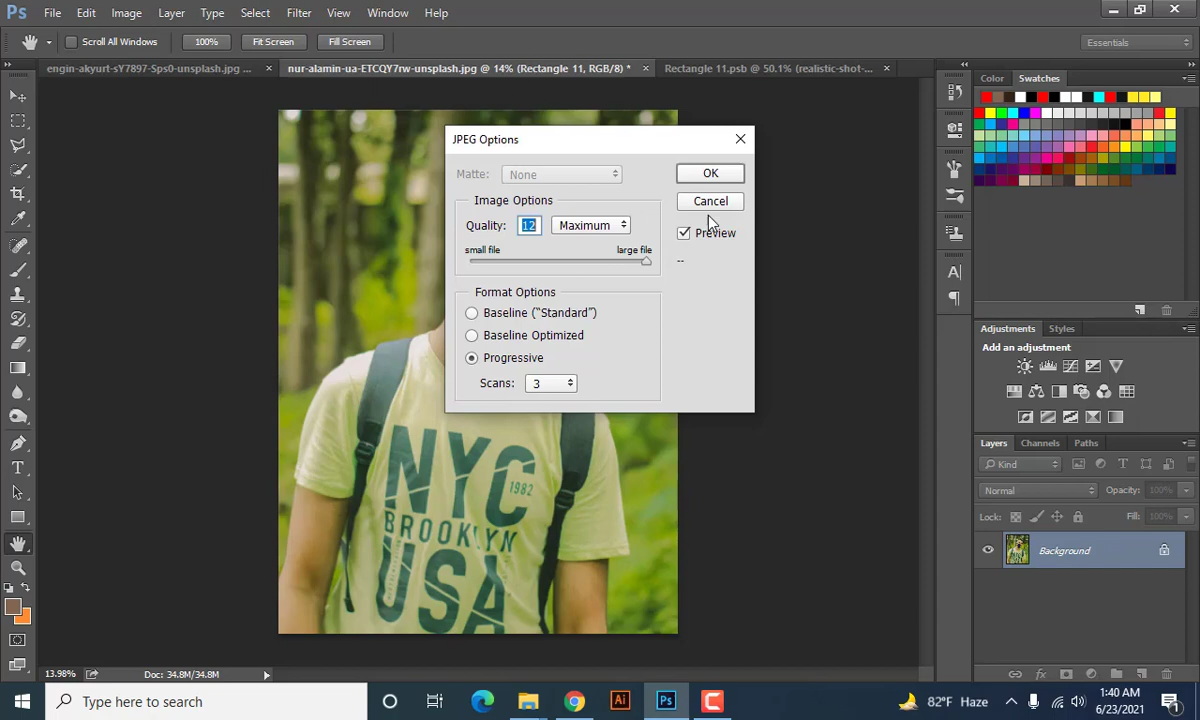 Ps File Edit Image Layer Type Select Filter View Window Help
Scroll All Windows 100% Fit Screen Fill Screen Essentials
engin-akyurt-sY7897-Sps0-unsplash.jpg ... × nur-alamin-ua-ETCQY7rw-unsplash.jpg @ 14% (Rectangle 11, RGB/8) * × Rectangle 11.psb @ 50.1% (realistic-shot-... ×
Color Swatches
JPEG Options
Matte: None OK
Image Options Cancel
Quality: 12 Maximum Preview
small file large file --
Format Options
Baseline ("Standard")
Baseline Optimized
Progressive
Scans: 3
Adjustments Styles
Add an adjustment
Layers Channels Paths
Kind
Normal Opacity: 100%
Lock: Fill: 100%
Background
NYC
1982
BROOKLYN
USA
13.98% Doc: 34.8M/34.8M
Type here to search Ai Ps 82°F Haze 1:40 AM
6/23/2021 1